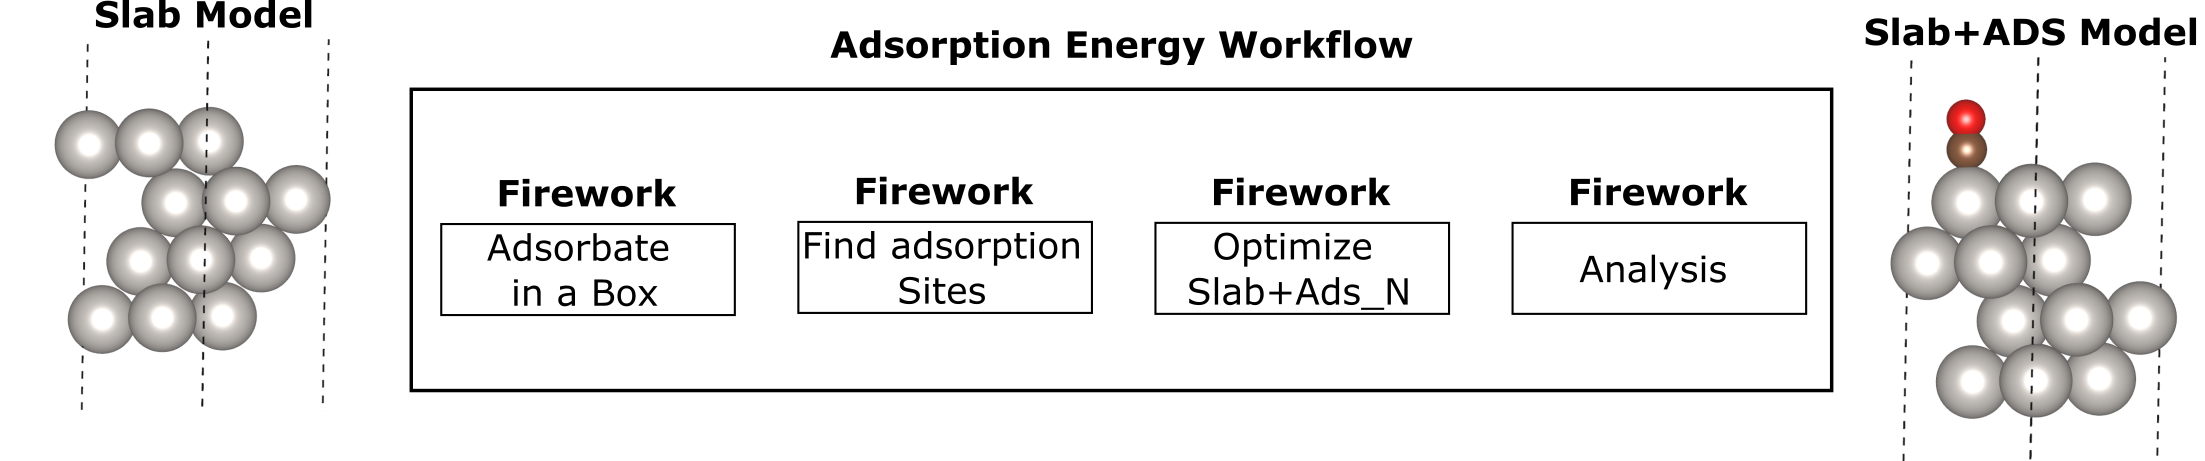 Slab Model
Adsorption Energy Workflow
Slab+ADS Model
Firework
Adsorbate
in a Box
Firework
Find adsorption
Sites
Firework
Optimize
Slab+Ads_N
Firework
Analysis